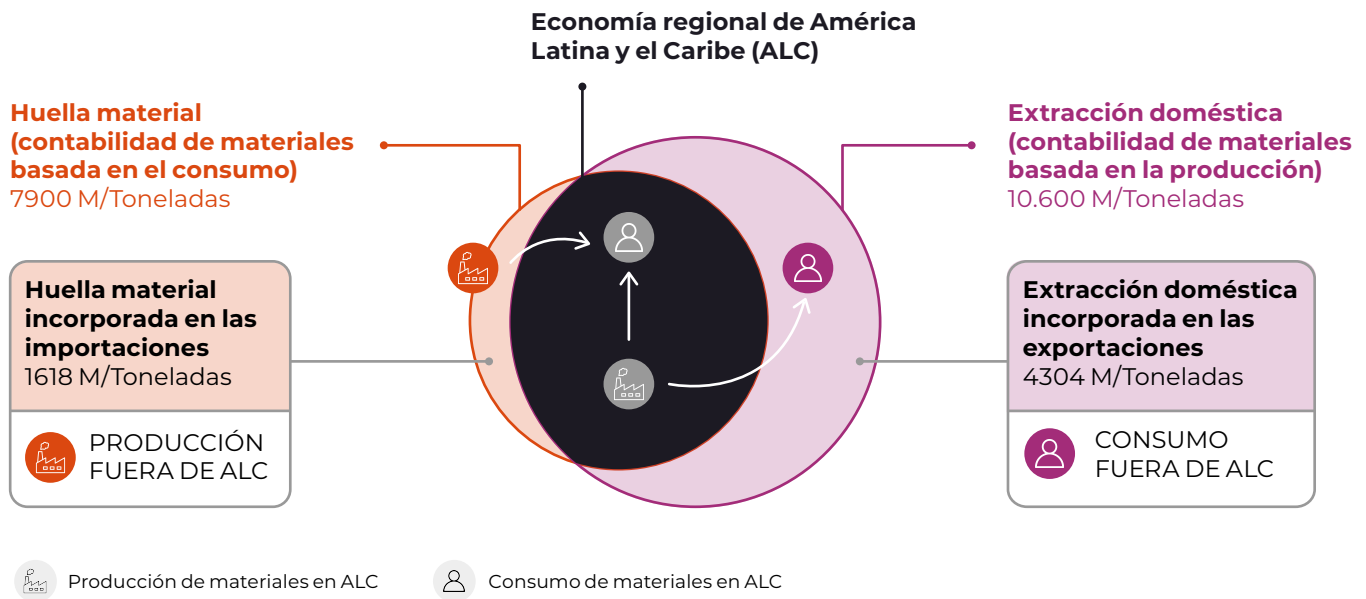 Economía regional de América
Latina y el Caribe (ALC)
Huella material
(contabilidad de materiales
basada en el consumo)
7900 M/Toneladas
Extracción doméstica
(contabilidad de materiales
basada en la producción)
10.600 M/Toneladas
Huella material
incorporada en las
importaciones
1618 M/Toneladas
PRODUCCIÓN
FUERA DE ALC
Extracción doméstica
incorporada en las
exportaciones
4304 M/Toneladas
CONSUMO
FUERA DE ALC
Producción de materiales en ALC
Consumo de materiales en ALC